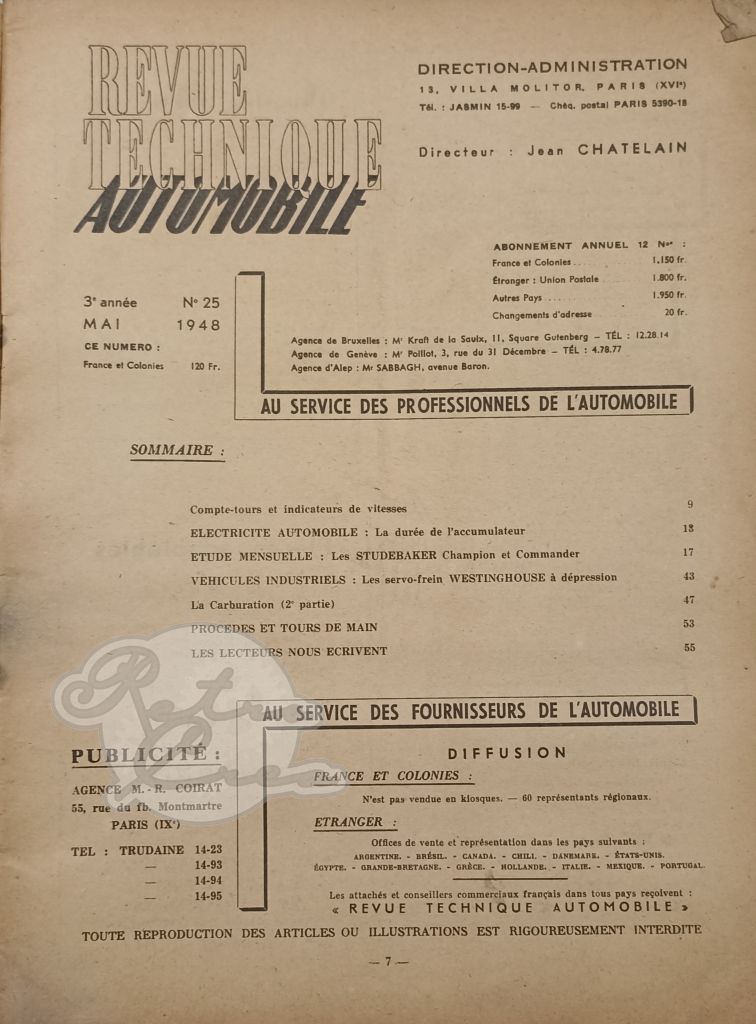 REVUE
TECHNIQUE
AUTOMOBILE
DIRECTION-ADMINISTRATION
13, VILLA MOLITOR, PARIS (XVIe)
Tél. : JASMIN 15-99 — Chèq. postal PARIS 5390-18
Directeur : Jean CHATELAIN
ABONNEMENT ANNUEL 12 Nos :
France et Colonies ........ 1.150 fr.
Étranger : Union Postale .... 1.800 fr.
Autres Pays ........ 1.950 fr.
Changements d'adresse ..... 20 fr.
3e année No 25
MAI 1948
CE NUMERO :
France et Colonies 120 Fr.
Agence de Bruxelles : Mr Kraft de la Saulx, 11, Square Gutenberg — TÉL : 12.28.14
Agence de Genève : Mr Poillot, 3, rue du 31 Décembre — TÉL : 4.78.77
Agence d'Alep : Mr SABBAGH, avenue Baron.
AU SERVICE DES PROFESSIONNELS DE L'AUTOMOBILE
SOMMAIRE :
Compte-tours et indicateurs de vitesses 9
ELECTRICITE AUTOMOBILE : La durée de l'accumulateur 13
ETUDE MENSUELLE : Les STUDEBAKER Champion et Commander 17
VEHICULES INDUSTRIELS : Les servo-frein WESTINGHOUSE à dépression 43
La Carburation (2e partie) 47
PROCEDES ET TOURS DE MAIN 53
LES LECTEURS NOUS ECRIVENT 55
Retro
Croco
AU SERVICE DES FOURNISSEURS DE L'AUTOMOBILE
PUBLICITÉ :
AGENCE M.-R. COIRAT
55, rue du fb. Montmartre
PARIS (IXe)
TEL : TRUDAINE 14-23
— 14-93
— 14-94
— 14-95
DIFFUSION
FRANCE ET COLONIES :
N'est pas vendue en kiosques. — 60 représentants régionaux.
ETRANGER :
Offices de vente et représentation dans les pays suivants :
ARGENTINE. - BRÉSIL. - CANADA. - CHILI. - DANEMARK. - ÉTATS-UNIS.
ÉGYPTE. - GRANDE-BRETAGNE. - GRÈCE. - HOLLANDE. - ITALIE. - MEXIQUE. - PORTUGAL.
Les attachés et conseillers commerciaux français dans tous pays reçoivent :
« REVUE TECHNIQUE AUTOMOBILE »
TOUTE REPRODUCTION DES ARTICLES OU ILLUSTRATIONS EST RIGOUREUSEMENT INTERDITE
— 7 —